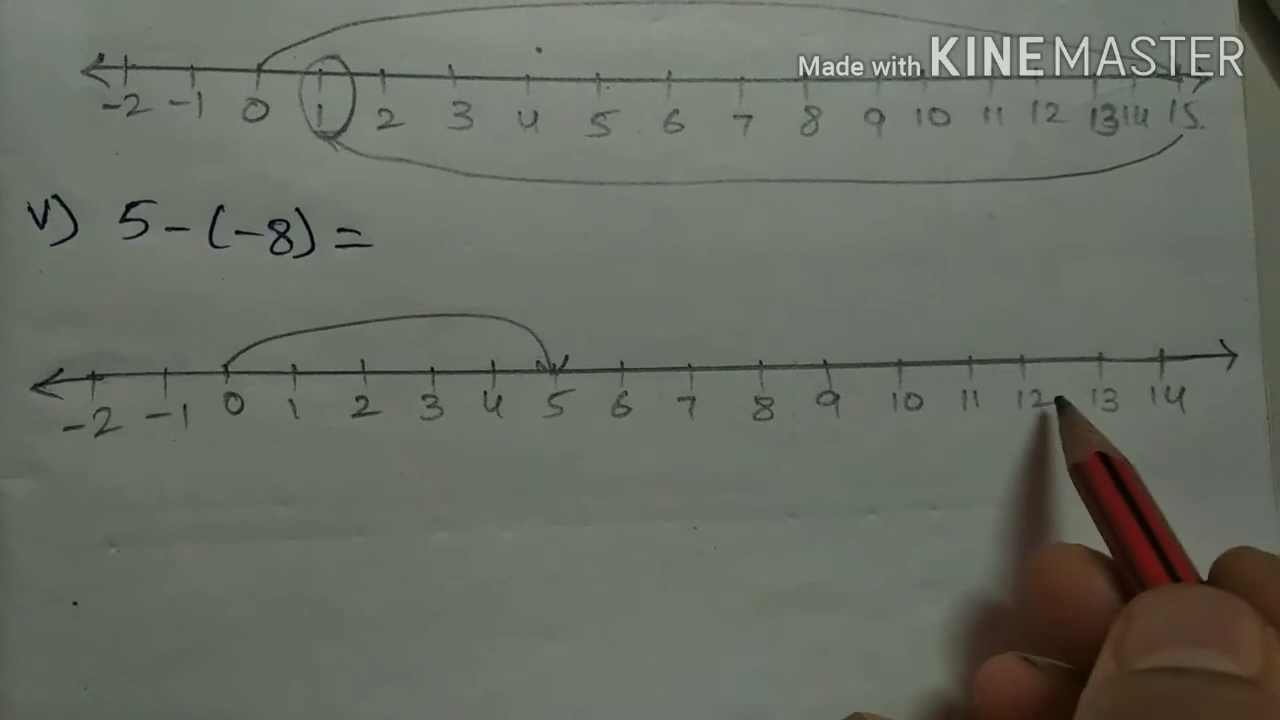 Made with KINEMASTER
-2 -1 0 1 2 3 4 5 6 7 8 9 10 11 12 13 14 15
v) 5-(-8)=
-2 -1 0 1 2 3 4 5 6 7 8 9 10 11 12 13 14